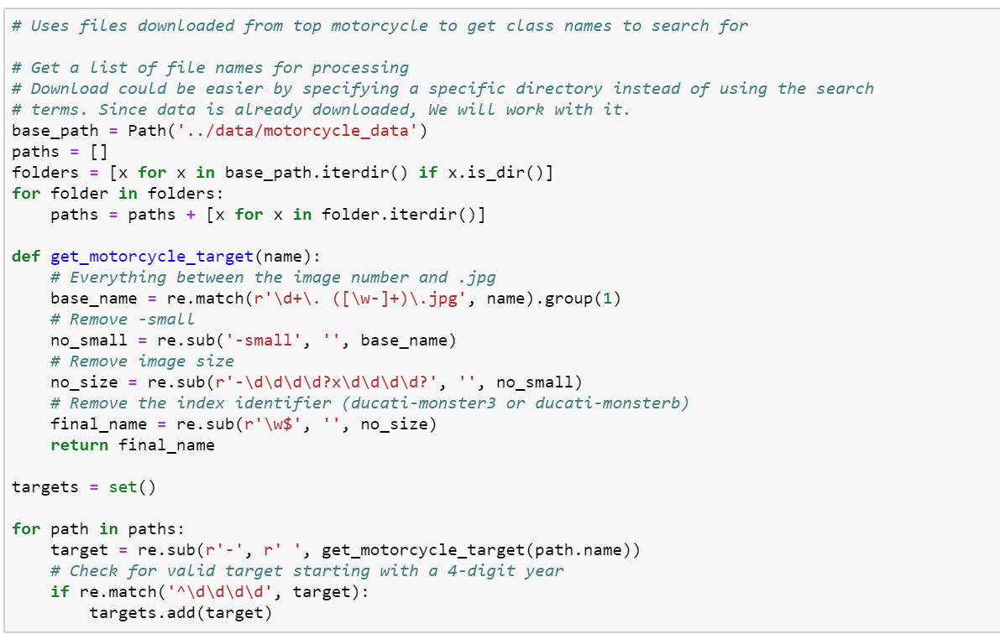 # Uses files downloaded from top motorcycle to get class names to search for

# Get a list of file names for processing
# Download could be easier by specifying a specific directory instead of using the search
# terms. Since data is already downloaded, We will work with it.
base_path = Path('../data/motorcycle_data')
paths = []
folders = [x for x in base_path.iterdir() if x.is_dir()]
for folder in folders:
    paths = paths + [x for x in folder.iterdir()]

def get_motorcycle_target(name):
    # Everything between the image number and .jpg
    base_name = re.match(r'\d+\. ([\w-]+)\.jpg', name).group(1)
    # Remove -small
    no_small = re.sub('-small', '', base_name)
    # Remove image size
    no_size = re.sub(r'-\d\d\d\d?x\d\d\d\d?', '', no_small)
    # Remove the index identifier (ducati-monster3 or ducati-monsterb)
    final_name = re.sub(r'\w$', '', no_size)
    return final_name

targets = set()

for path in paths:
    target = re.sub(r'-', r' ', get_motorcycle_target(path.name))
    # Check for valid target starting with a 4-digit year
    if re.match('^\d\d\d\d', target):
        targets.add(target)